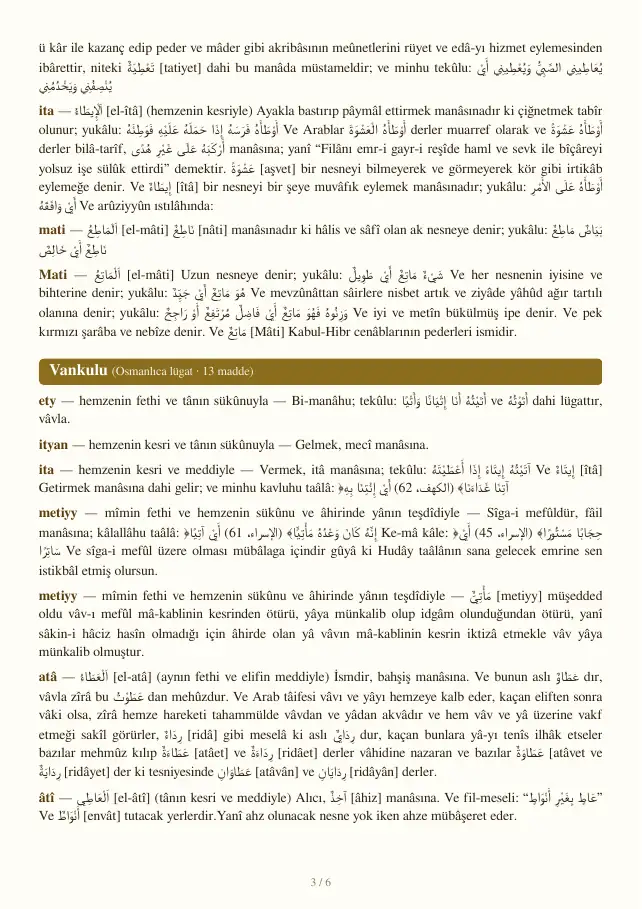 ü kâr ile kazanç edip peder ve mâder gibi akribâsının meûnetlerini rüyet ve edâ-yı hizmet eylemesinden
ibârettir, niteki تَعْطِيَةٌ [tatiyet] dahi bu manâda müstameldir; ve minhu tekûlu: يُعَاطِينِي الصَّبِيُّ وَيُعْطِينِي أَيْ
يُنْصِفُنِي وَيَخْدُمُنِي
ita — اَلْإِيطَاءُ [el-îtâ] (hemzenin kesriyle) Ayakla bastırıp pâymâl ettirmek manâsınadır ki çiğnetmek tabîr
olunur; yukâlu: أَوْطَأَهُ فَرَسَهُ إِذَا حَمَلَهُ عَلَيْهِ فَوَطِئَهُ Ve Arablar أَوْطَأَهُ الْعَشْوَةَ derler muarref olarak ve أَوْطَأَهُ عَشْوَةً
derler bilâ-tarîf, أَرْكَبَهُ عَلَى غَيْرِ هُدًى manâsına; yanî “Filânı emr-i gayr-i reşîde haml ve sevk ile bîçâreyi
yolsuz işe sülûk ettirdi” demektir. عَشْوَةٌ [aşvet] bir nesneyi bilmeyerek ve görmeyerek kör gibi irtikâb
eylemeğe denir. Ve إِيطَاءٌ [îtâ] bir nesneyi bir şeye muvâfık eylemek manâsınadır; yukâlu: أَوْطَأَهُ عَلَى الْأَمْرِ
أَيْ وَافَقَهُ Ve arûziyyûn ıstılâhında:
mati — اَلْمَاطِعُ [el-mâti] نَاطِعٌ [nâti] manâsınadır ki hâlis ve sâfî olan ak nesneye denir; yukâlu: بَيَاضٌ مَاطِعٌ
نَاطِعٌ أَيْ خَالِصٌ
Mati — اَلْمَاتِعُ [el-mâti] Uzun nesneye denir; yukâlu: شَيْءٌ مَاتِعٌ أَيْ طَوِيلٌ Ve her nesnenin iyisine ve
bihterine denir; yukâlu: هُوَ مَاتِعٌ أَيْ جَيِّدٌ Ve mevzûnâttan sâirlere nisbet artık ve ziyâde yâhûd ağır tartılı
olanına denir; yukâlu: وَزَنُوهُ فَهُوَ مَاتِعٌ أَيْ فَاضِلٌ مُرْتَفِعٌ أَوْ رَاجِحٌ Ve iyi ve metîn bükülmüş ipe denir. Ve pek
kırmızı şarâba ve nebîze denir. Ve مَاتِعٌ [Mâti] Kabul-Hibr cenâblarının pederleri ismidir.
Vankulu (Osmanlıca lügat · 13 madde)
ety — hemzenin fethi ve tânın sükûnuyla — Bi-manâhu; tekûlu: أَتَيْتُهُ أَنَا إِتْيَانًا وَأَتْيًا ve أَتَوْتُهُ dahi lügattır,
vâvla.
ityan — hemzenin kesri ve tânın sükûnuyla — Gelmek, mecî manâsına.
ita — hemzenin kesri ve meddiyle — Vermek, itâ manâsına; tekûlu: آتَيْتُهُ إِيتَاءً إِذَا أَعْطَيْتَهُ Ve إِيتَاءٌ [îtâ]
Getirmek manâsına dahi gelir; ve minhu kavluhu taâlâ: ﴿آتِنَا غَدَاءَنَا﴾ (الكهف، 62) أَيْ إِئْتِنَا بِهِ
metiyy — mîmin fethi ve hemzenin sükûnu ve âhirinde yânın teşdîdiyle — Sîga-i mefûldür, fâil
manâsına; kâlallâhu taâlâ: ﴿إِنَّهُ كَانَ وَعْدُهُ مَأْتِيًّا﴾ (الإسراء، 61) أَيْ آتِيًا Ke-mâ kâle: ﴿حِجَابًا مَسْتُورًا﴾ (الإسراء، 45) أَيْ
سَاتِرًا Ve sîga-i mefûl üzere olması mübâlaga içindir gûyâ ki Hudây taâlânın sana gelecek emrine sen
istikbâl etmiş olursun.
metiyy — mîmin fethi ve hemzenin sükûnu ve âhirinde yânın teşdîdiyle — مَأْتِيٌّ [metiyy] müşedded
oldu vâv-ı mefûl mâ-kablinin kesrinden ötürü, yâya münkalib olup idgâm olunduğundan ötürü, yanî
sâkin-i hâciz hasîn olmadığı için âhirde olan yâ vâvın mâ-kablinin kesrin iktizâ etmekle vâv yâya
münkalib olmuştur.
atâ — اَلْعَطَاءُ [el-atâ] (aynın fethi ve elifin meddiyle) İsmdir, bahşiş manâsına. Ve bunun aslı عَطَاوٌ dır,
vâvla zîrâ bu عَطَوْتُ dan mehûzdur. Ve Arab tâifesi vâvı ve yâyı hemzeye kalb eder, kaçan eliften sonra
vâki olsa, zîrâ hemze hareketi tahammülde vâvdan ve yâdan akvâdır ve hem vâv ve yâ üzerine vakf
etmeği sakîl görürler, رِدَاءٌ [ridâ] gibi meselâ ki aslı رِدَايٌ dur, kaçan bunlara yâ-yı tenîs ilhâk etseler
bazılar mehmûz kılıp عَطَاءَةٌ [atâet] ve رِدَاءَةٌ [ridâet] derler vâhidine nazaran ve bazılar عَطَاوَةٌ [atâvet ve
رِدَايَةٌ [ridâyet] der ki tesniyesinde عَطَاوَانِ [atâvân] ve رِدَايَانِ [ridâyân] derler.
âtî — اَلْعَاطِي [el-âtî] (tânın kesri ve meddiyle) Alıcı, آخِذٌ [âhiz] manâsına. Ve fil-meseli: “عَاطٍ بِغَيْرِ أَنْوَاطٍ”
Ve أَنْوَاطٌ [envât] tutacak yerlerdir.Yanî ahz olunacak nesne yok iken ahze mübâşeret eder.
3 / 6